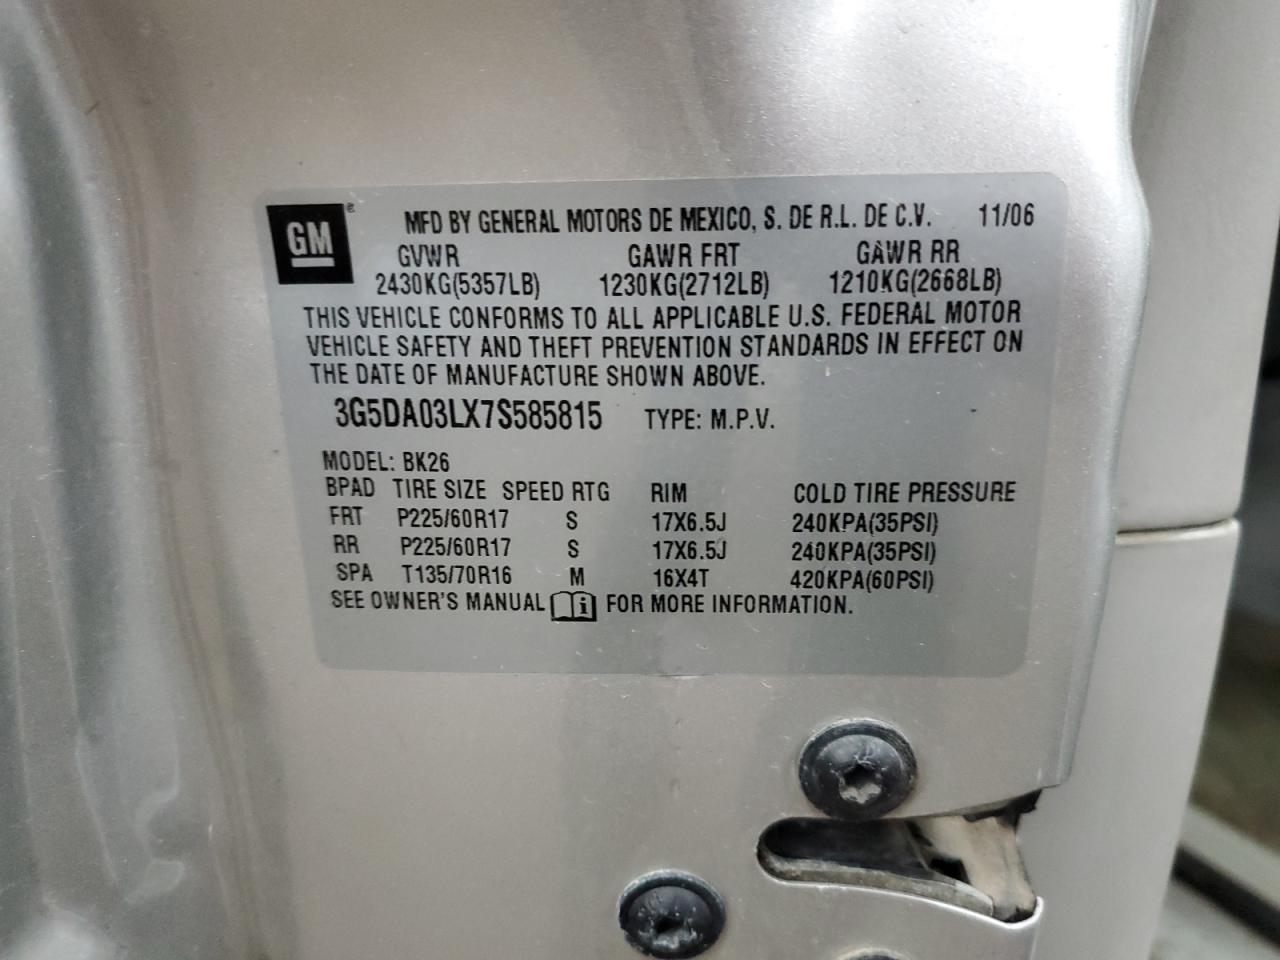 GM ® MFD BY GENERAL MOTORS DE MEXICO, S. DE R.L. DE C.V. 11/06
GVWR GAWR FRT GAWR RR
2430KG(5357LB) 1230KG(2712LB) 1210KG(2668LB)
THIS VEHICLE CONFORMS TO ALL APPLICABLE U.S. FEDERAL MOTOR
VEHICLE SAFETY AND THEFT PREVENTION STANDARDS IN EFFECT ON
THE DATE OF MANUFACTURE SHOWN ABOVE.
3G5DA03LX7S585815 TYPE: M.P.V.
MODEL: BK26
BPAD TIRE SIZE SPEED RTG RIM COLD TIRE PRESSURE
FRT P225/60R17 S 17X6.5J 240KPA(35PSI)
RR P225/60R17 S 17X6.5J 240KPA(35PSI)
SPA T135/70R16 M 16X4T 420KPA(60PSI)
SEE OWNER'S MANUAL i FOR MORE INFORMATION.